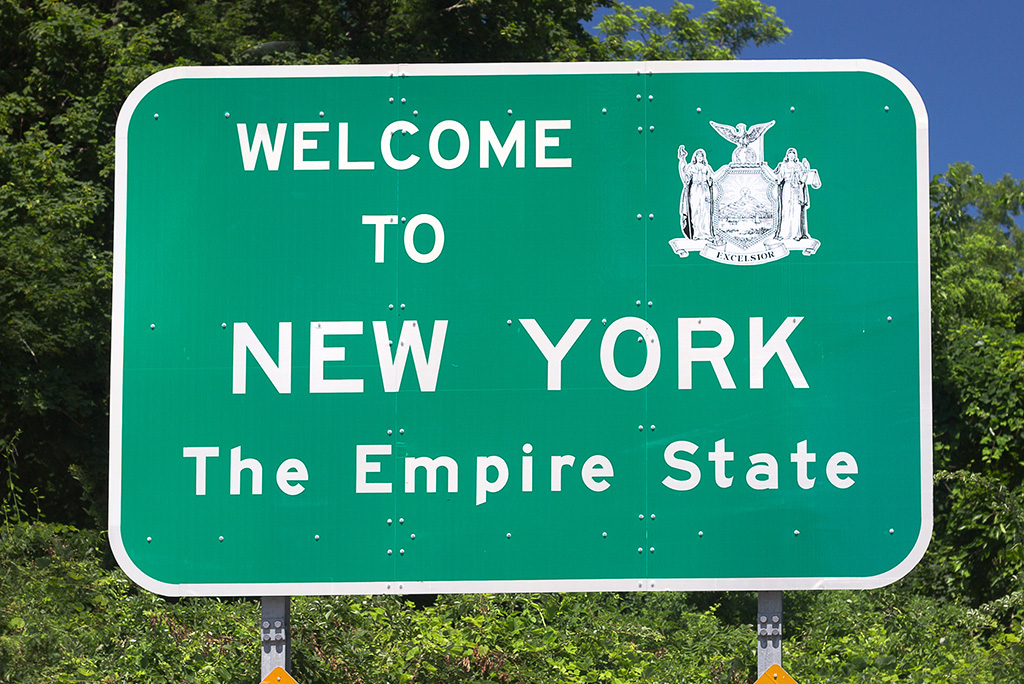 WELCOME
TO
NEW YORK
The Empire State
EXCELSIOR